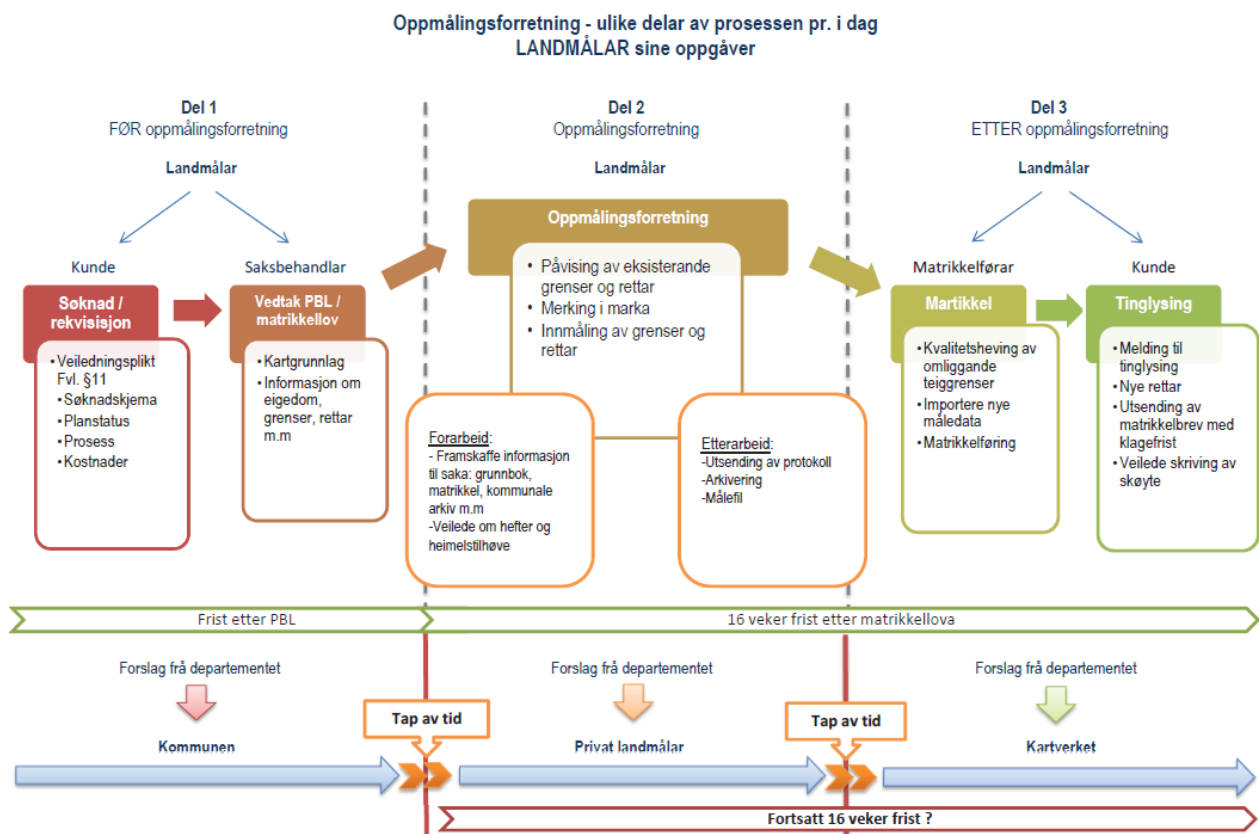 Oppmålingsforretning - ulike delar av prosessen pr. i dag
LANDMÅLAR sine oppgåver
Del 1
FØR oppmålingsforretning
Landmålar
Kunde
Saksbehandlar
Søknad /
rekvisisjon
•Veiledningsplikt
Fvl. §11
•Søknadskjema
•Planstatus
•Prosess
•Kostnader
Vedtak PBL /
matrikkellov
•Kartgrunnlag
•Informasjon om
eigedom,
grenser, rettar
m.m
Del 2
Oppmålingsforretning
Landmålar
Oppmålingsforretning
• Påvising av eksisterande
grenser og rettar
• Merking i marka
• Innmåling av grenser og
rettar
Forarbeid:
- Framskaffe informasjon
til saka: grunnbok,
matrikkel, kommunale
arkiv m.m
-Veilede om hefter og
heimelstilhøve
Etterarbeid:
-Utsending av protokoll
-Arkivering
-Målefil
Del 3
ETTER oppmålingsforretning
Landmålar
Matrikkelførar
Kunde
Martikkel
•Kvalitetsheving av
omliggande
teiggrenser
•Importere nye
måledata
•Matrikkelføring
Tinglysing
•Melding til
tinglysing
•Nye rettar
•Utsending av
matrikkelbrev med
klagefrist
•Veilede skriving av
skøyte
Frist etter PBL
16 veker frist etter matrikkellova
Forslag frå departementet
Forslag frå departementet
Forslag frå departementet
Tap av tid
Tap av tid
Kommunen
Privat landmålar
Kartverket
Fortsatt 16 veker frist ?